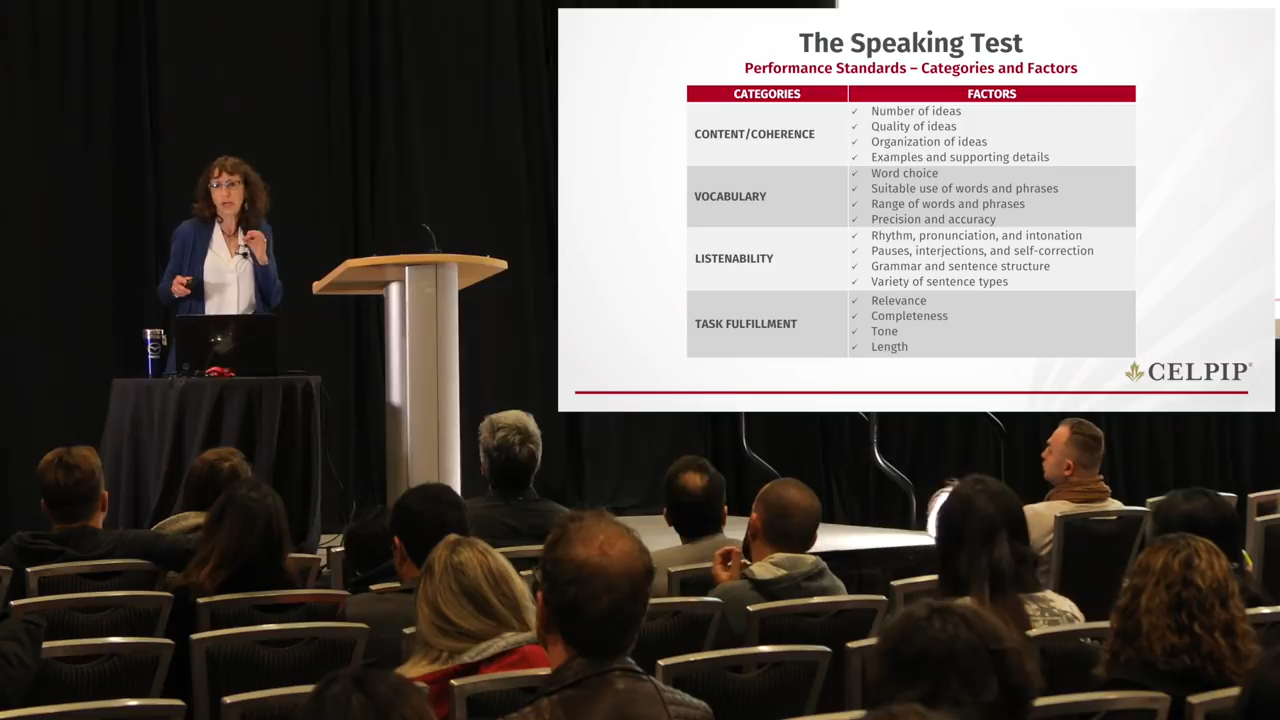 The Speaking Test
Performance Standards – Categories and Factors
CATEGORIES FACTORS
CONTENT/COHERENCE
✓ Number of ideas
✓ Quality of ideas
✓ Organization of ideas
✓ Examples and supporting details
VOCABULARY
✓ Word choice
✓ Suitable use of words and phrases
✓ Range of words and phrases
✓ Precision and accuracy
LISTENABILITY
✓ Rhythm, pronunciation, and intonation
✓ Pauses, interjections, and self-correction
✓ Grammar and sentence structure
✓ Variety of sentence types
TASK FULFILLMENT
✓ Relevance
✓ Completeness
✓ Tone
✓ Length
CELPIP®